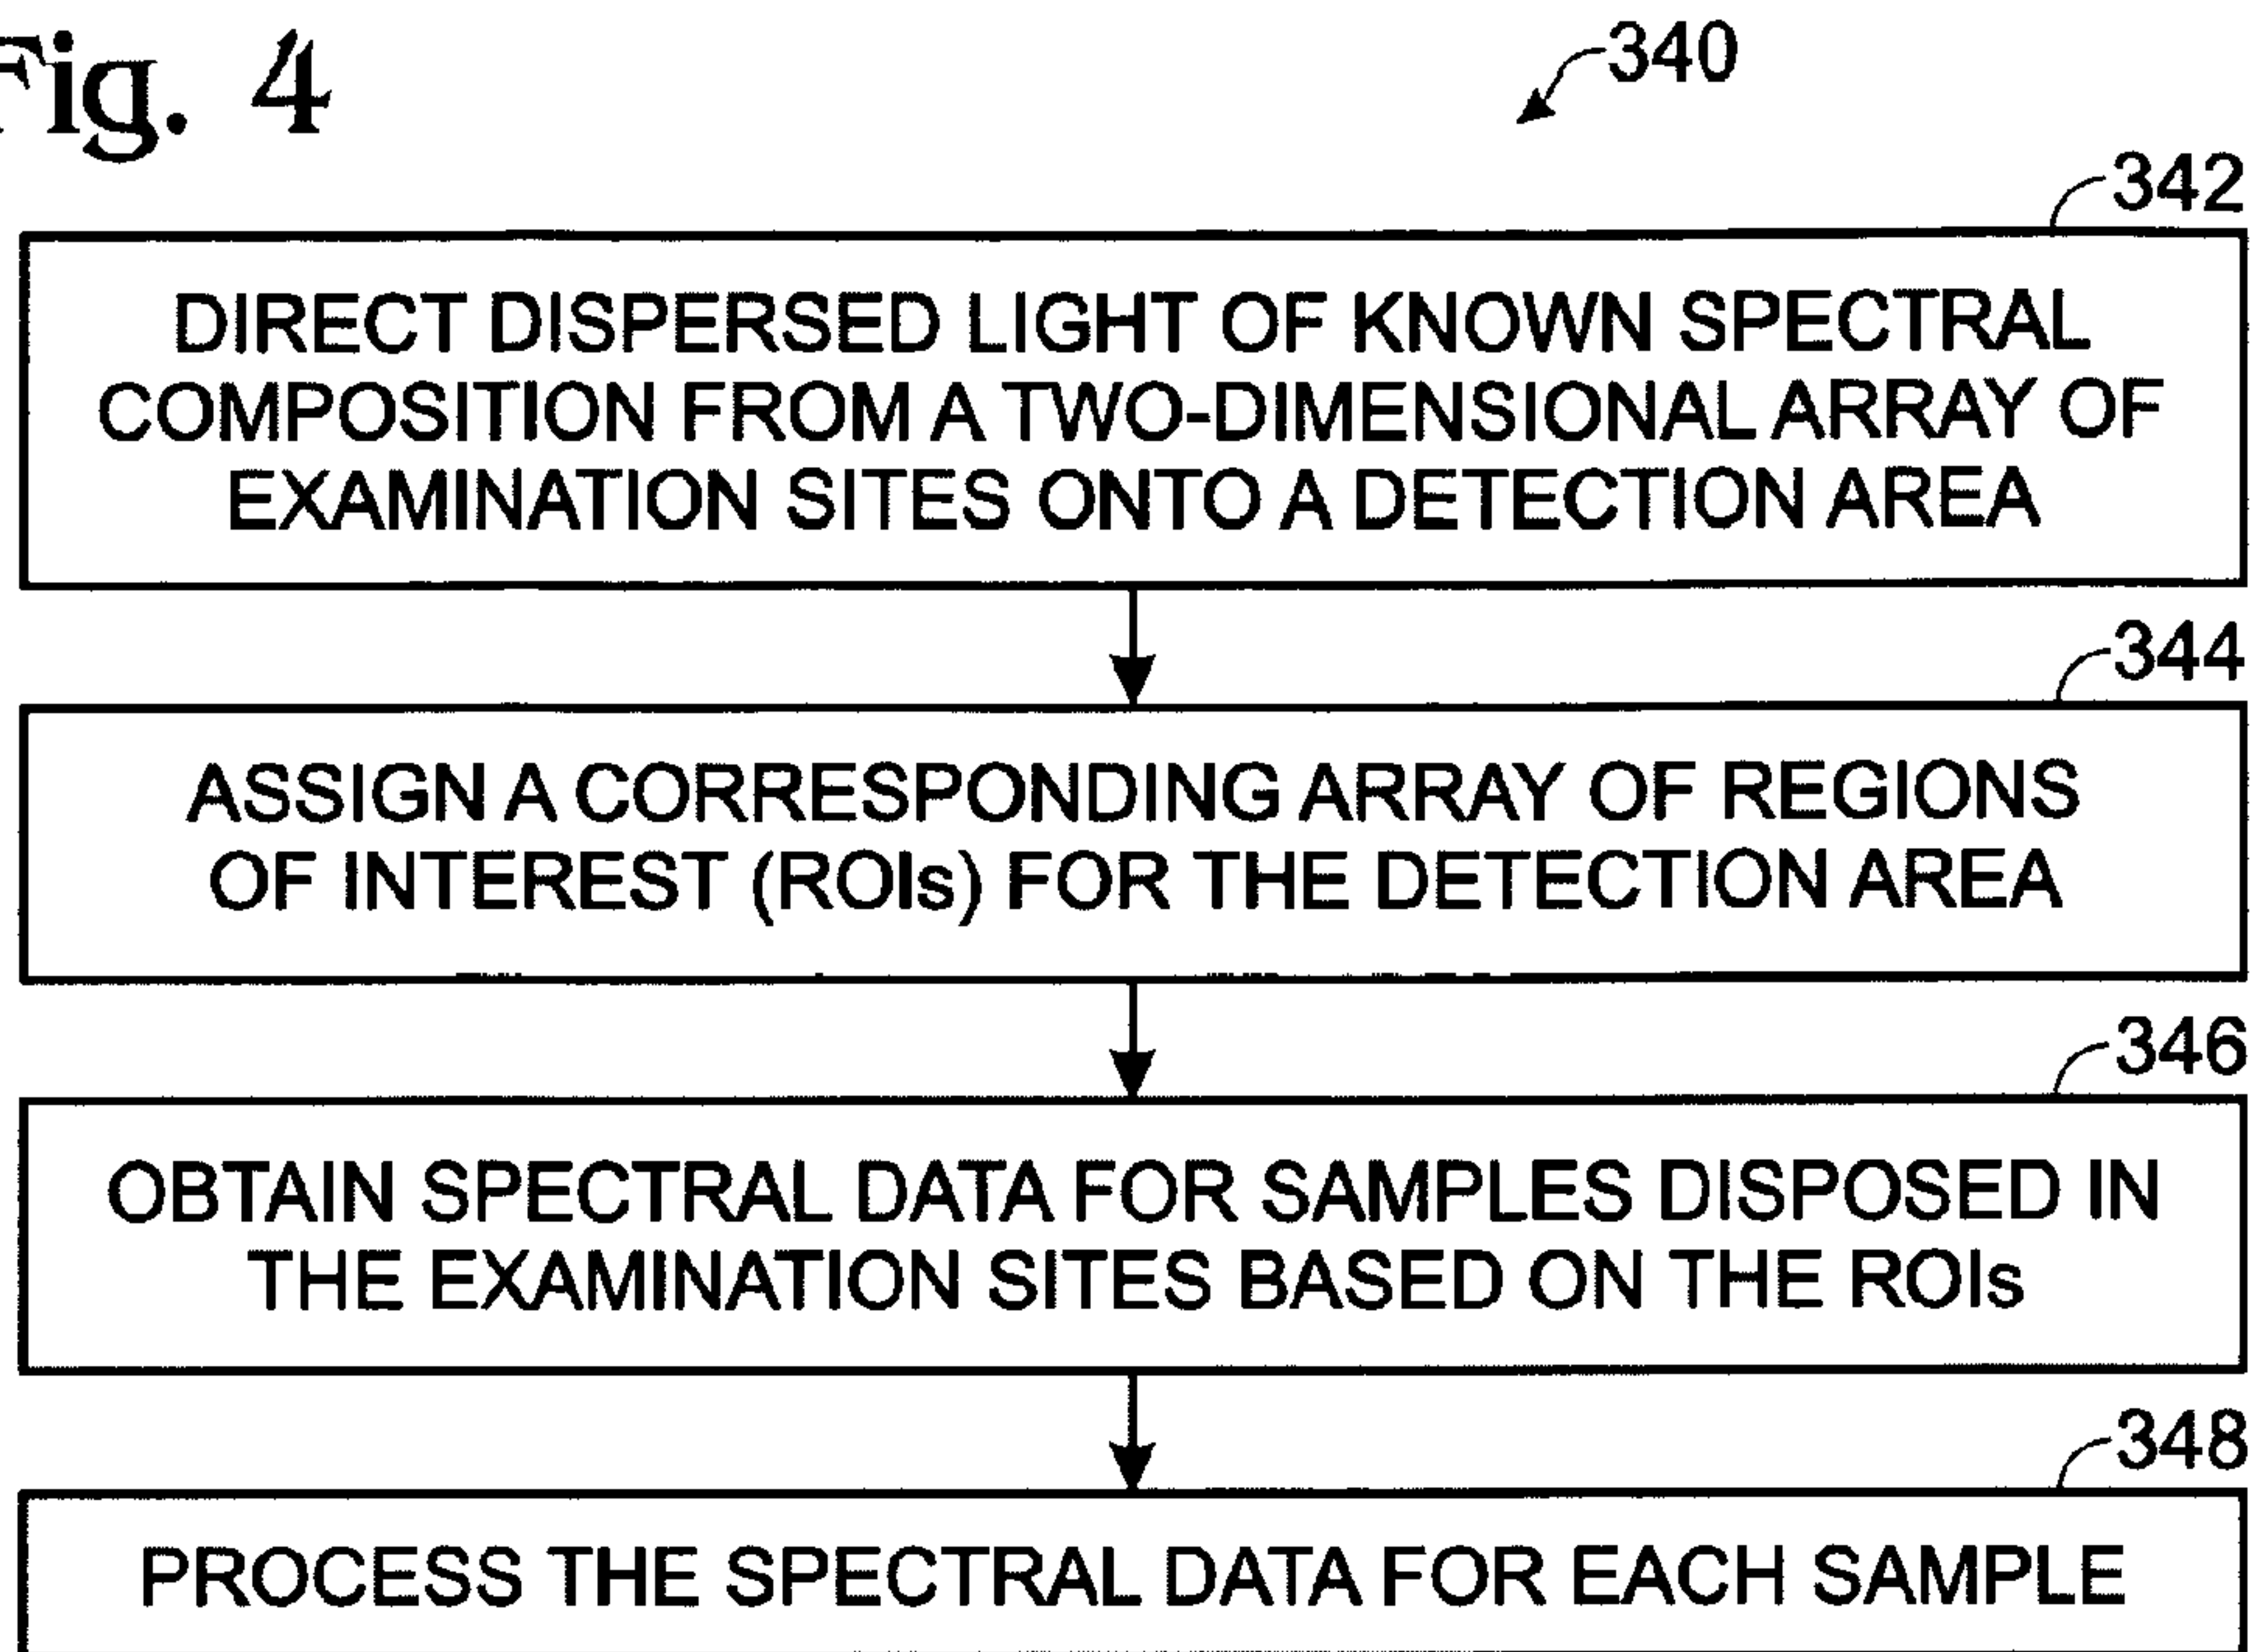 Fig. 4
340
342
DIRECT DISPERSED LIGHT OF KNOWN SPECTRAL
COMPOSITION FROM A TWO-DIMENSIONAL ARRAY OF
EXAMINATION SITES ONTO A DETECTION AREA
344
ASSIGN A CORRESPONDING ARRAY OF REGIONS
OF INTEREST (ROIs) FOR THE DETECTION AREA
346
OBTAIN SPECTRAL DATA FOR SAMPLES DISPOSED IN
THE EXAMINATION SITES BASED ON THE ROIs
348
PROCESS THE SPECTRAL DATA FOR EACH SAMPLE